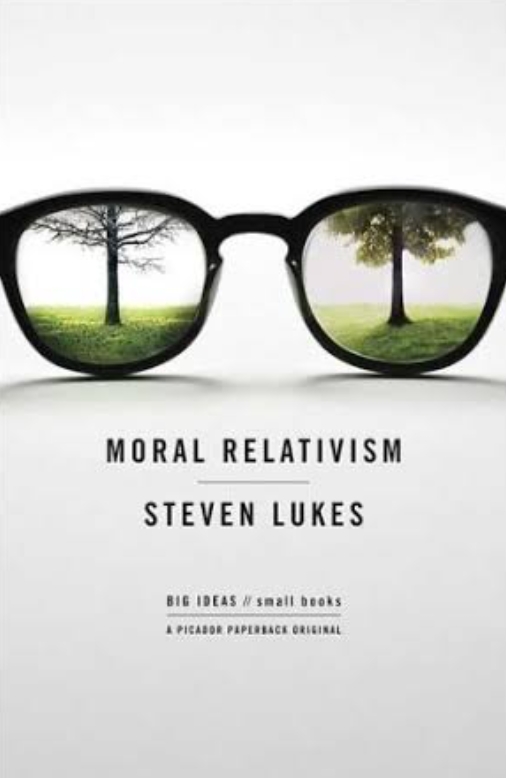 MORAL RELATIVISM
STEVEN LUKES
BIG IDEAS // small books
A PICADOR PAPERBACK ORIGINAL